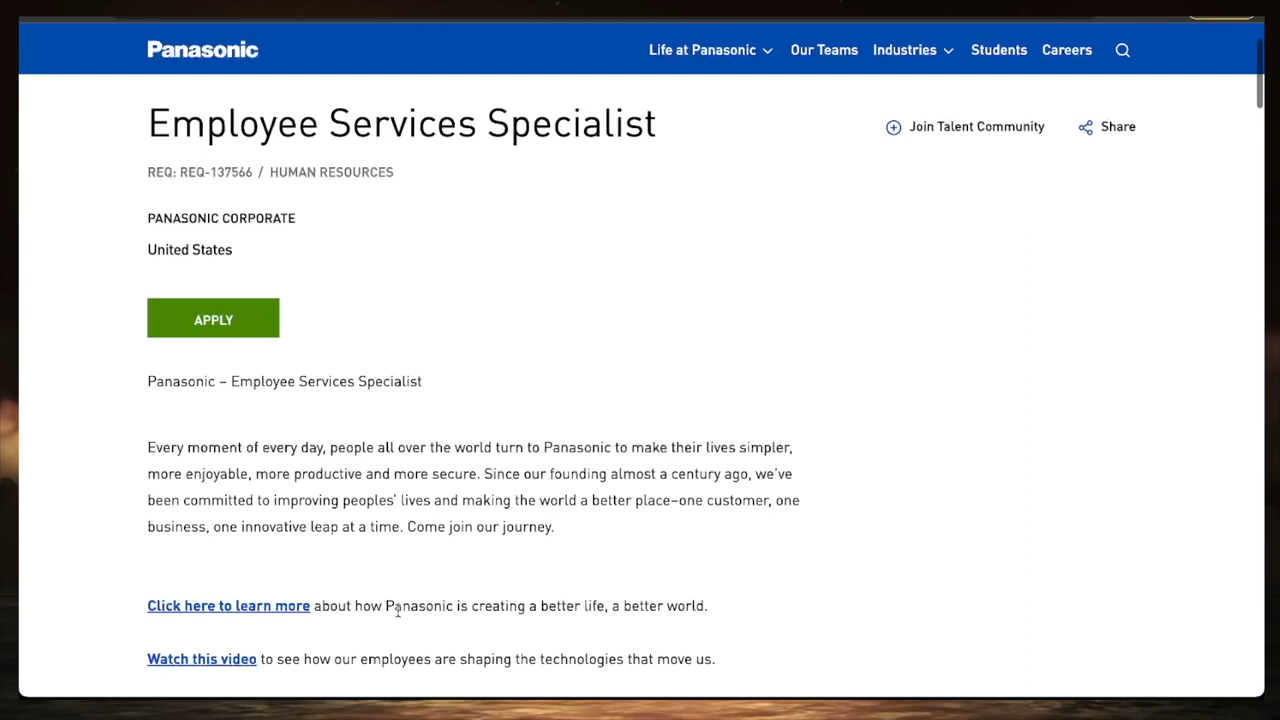 Panasonic
Life at Panasonic Our Teams Industries Students Careers
Employee Services Specialist
Join Talent Community Share
REQ: REQ-137566 / HUMAN RESOURCES
PANASONIC CORPORATE
United States
APPLY
Panasonic – Employee Services Specialist
Every moment of every day, people all over the world turn to Panasonic to make their lives simpler,
more enjoyable, more productive and more secure. Since our founding almost a century ago, we’ve
been committed to improving peoples’ lives and making the world a better place–one customer, one
business, one innovative leap at a time. Come join our journey.
Click here to learn more about how Panasonic is creating a better life, a better world.
Watch this video to see how our employees are shaping the technologies that move us.